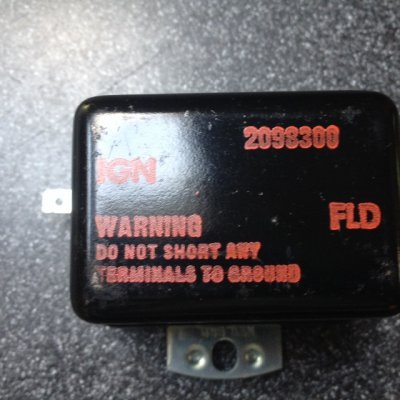 2098300
IGN
FLD
WARNING
DO NOT SHORT ANY
TERMINALS TO GROUND